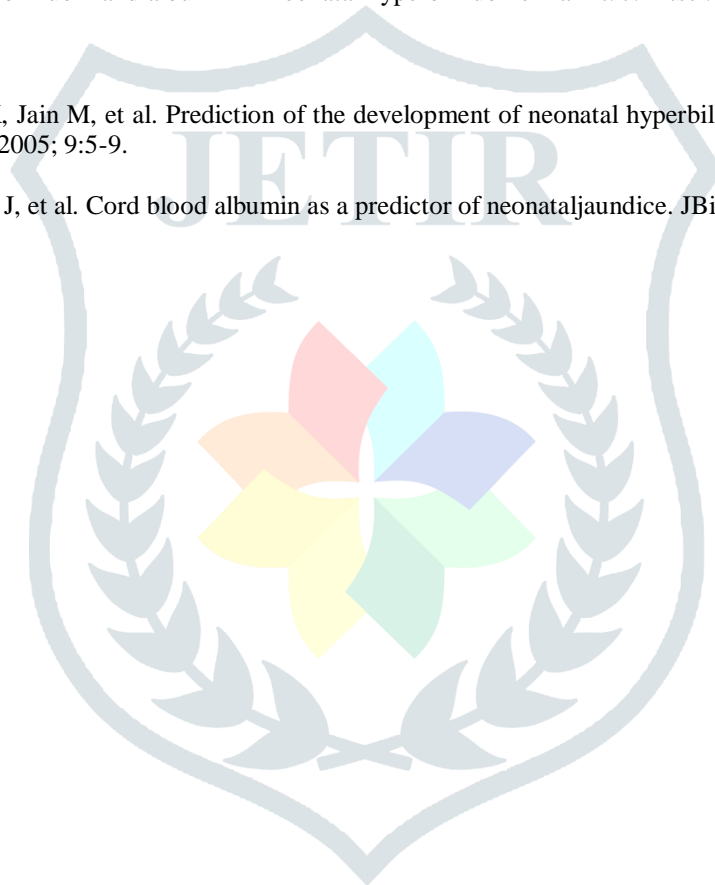 , Jain M, et al. Prediction of the development of neonatal hyperbil
2005; 9:5-9.
J, et al. Cord blood albumin as a predictor of neonataljaundice. JBi
JETIR